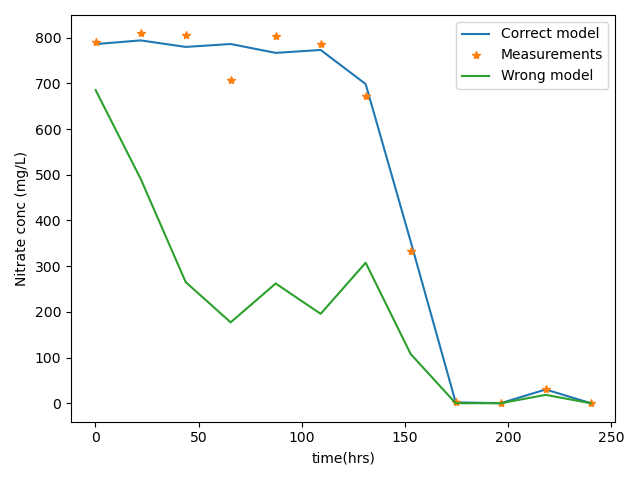 Correct model
Measurements
Wrong model
800
700
600
500
400
300
200
100
0
Nitrate conc (mg/L)
0 50 100 150 200 250
time(hrs)